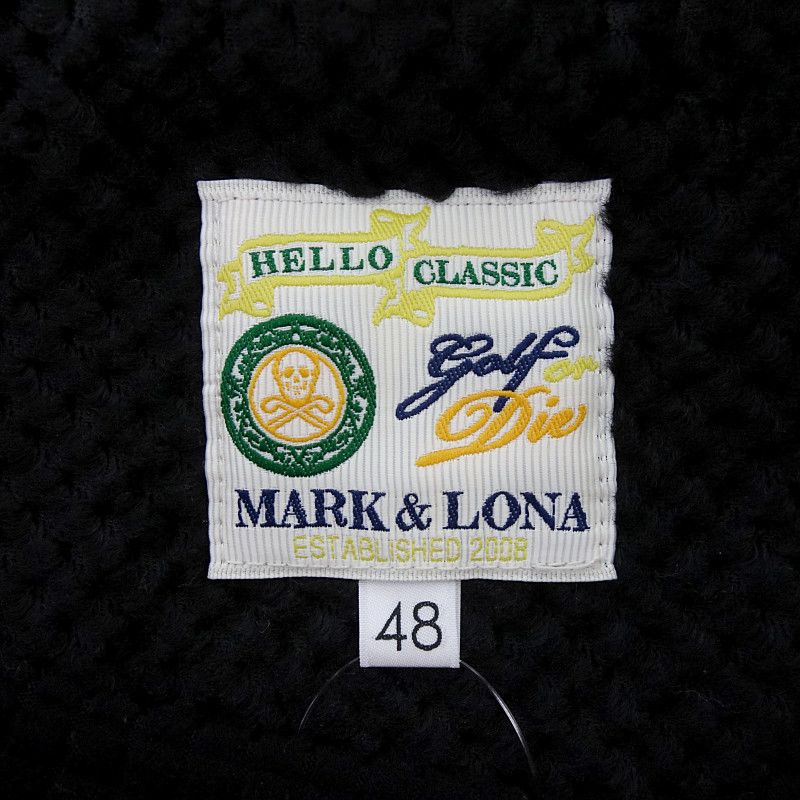 HELLO CLASSIC
Golf or
Die
MARK & LONA
ESTABLISHED 2008
48